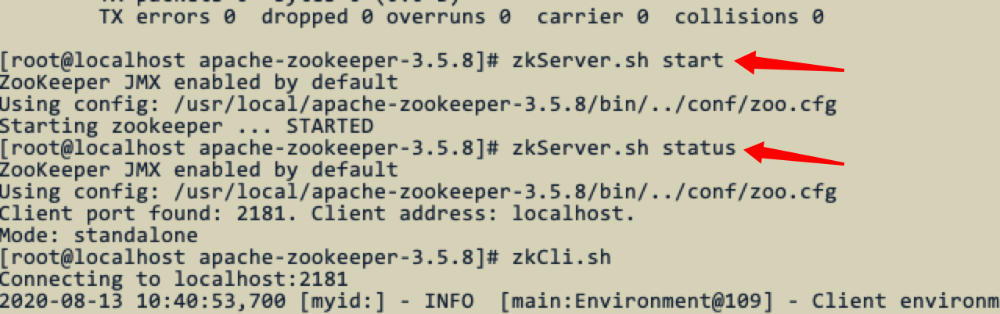 TX errors 0  dropped 0 overruns 0  carrier 0  collisions 0
[root@localhost apache-zookeeper-3.5.8]# zkServer.sh start
ZooKeeper JMX enabled by default
Using config: /usr/local/apache-zookeeper-3.5.8/bin/../conf/zoo.cfg
Starting zookeeper ... STARTED
[root@localhost apache-zookeeper-3.5.8]# zkServer.sh status
ZooKeeper JMX enabled by default
Using config: /usr/local/apache-zookeeper-3.5.8/bin/../conf/zoo.cfg
Client port found: 2181. Client address: localhost.
Mode: standalone
[root@localhost apache-zookeeper-3.5.8]# zkCli.sh
Connecting to localhost:2181
2020-08-13 10:40:53,700 [myid:] - INFO  [main:Environment@109] - Client environm